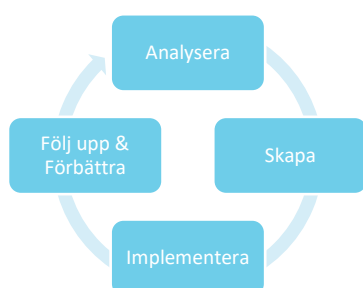 Analysera
Skapa
Implementera
Följ upp &
Förbättra